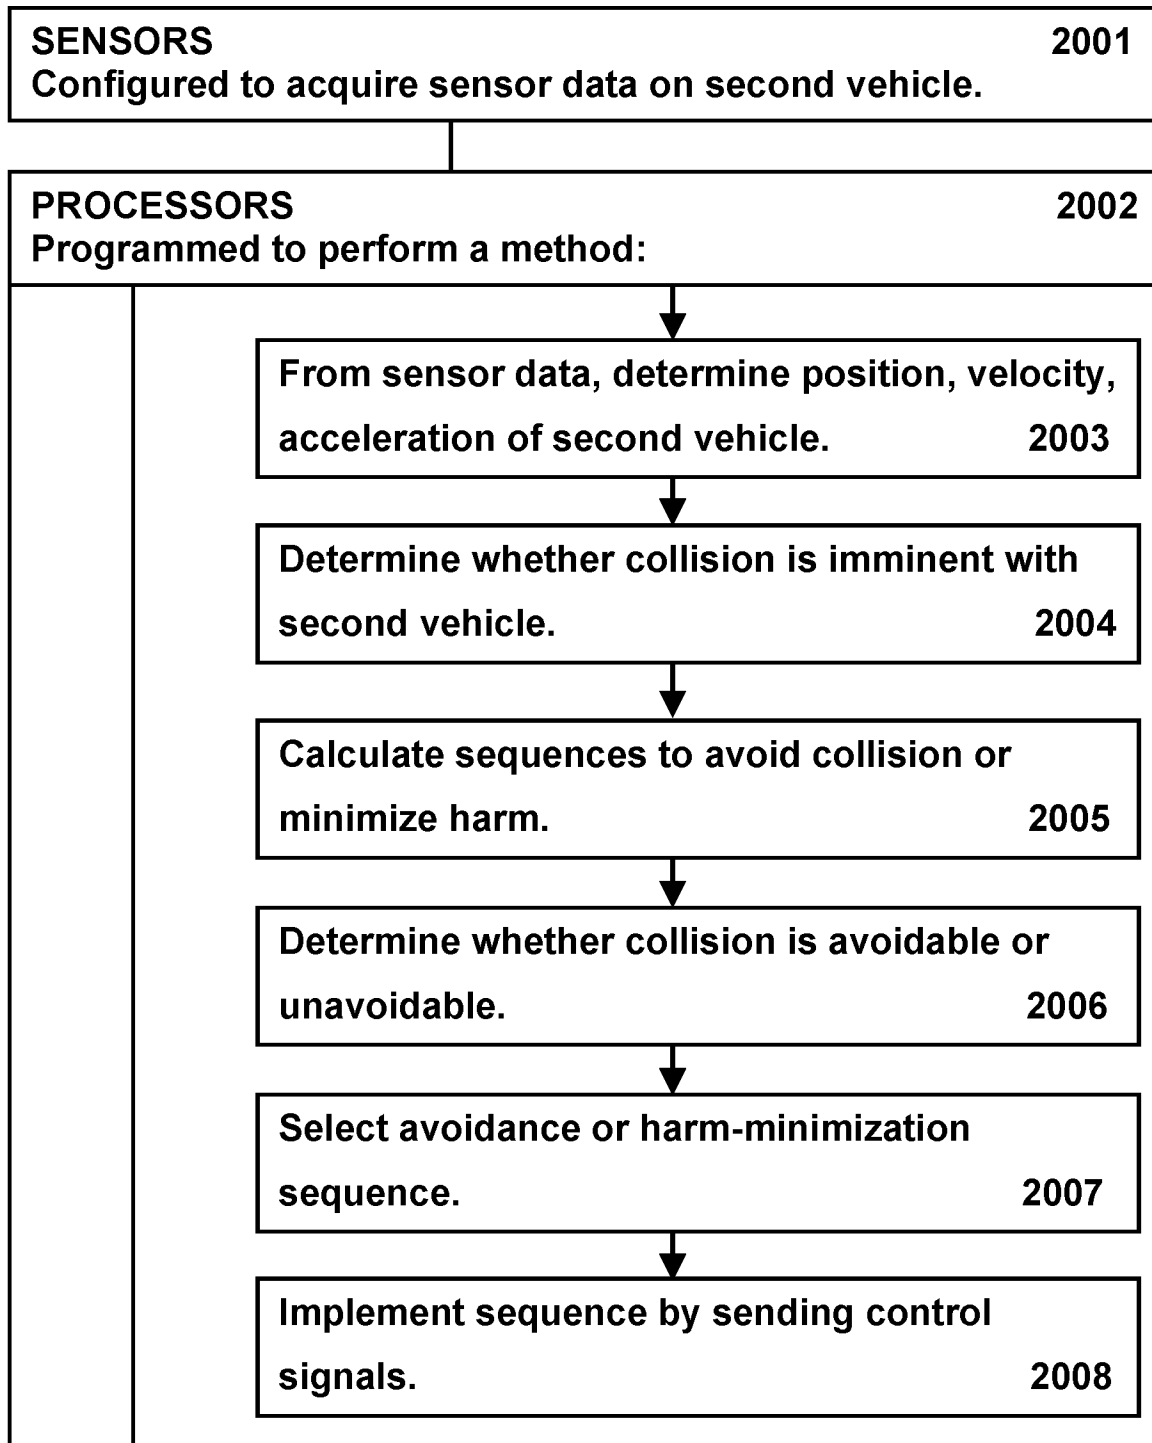 SENSORS 2001
Configured to acquire sensor data on second vehicle.
PROCESSORS 2002
Programmed to perform a method:
From sensor data, determine position, velocity,
acceleration of second vehicle. 2003
Determine whether collision is imminent with
second vehicle. 2004
Calculate sequences to avoid collision or
minimize harm. 2005
Determine whether collision is avoidable or
unavoidable. 2006
Select avoidance or harm-minimization
sequence. 2007
Implement sequence by sending control
signals. 2008